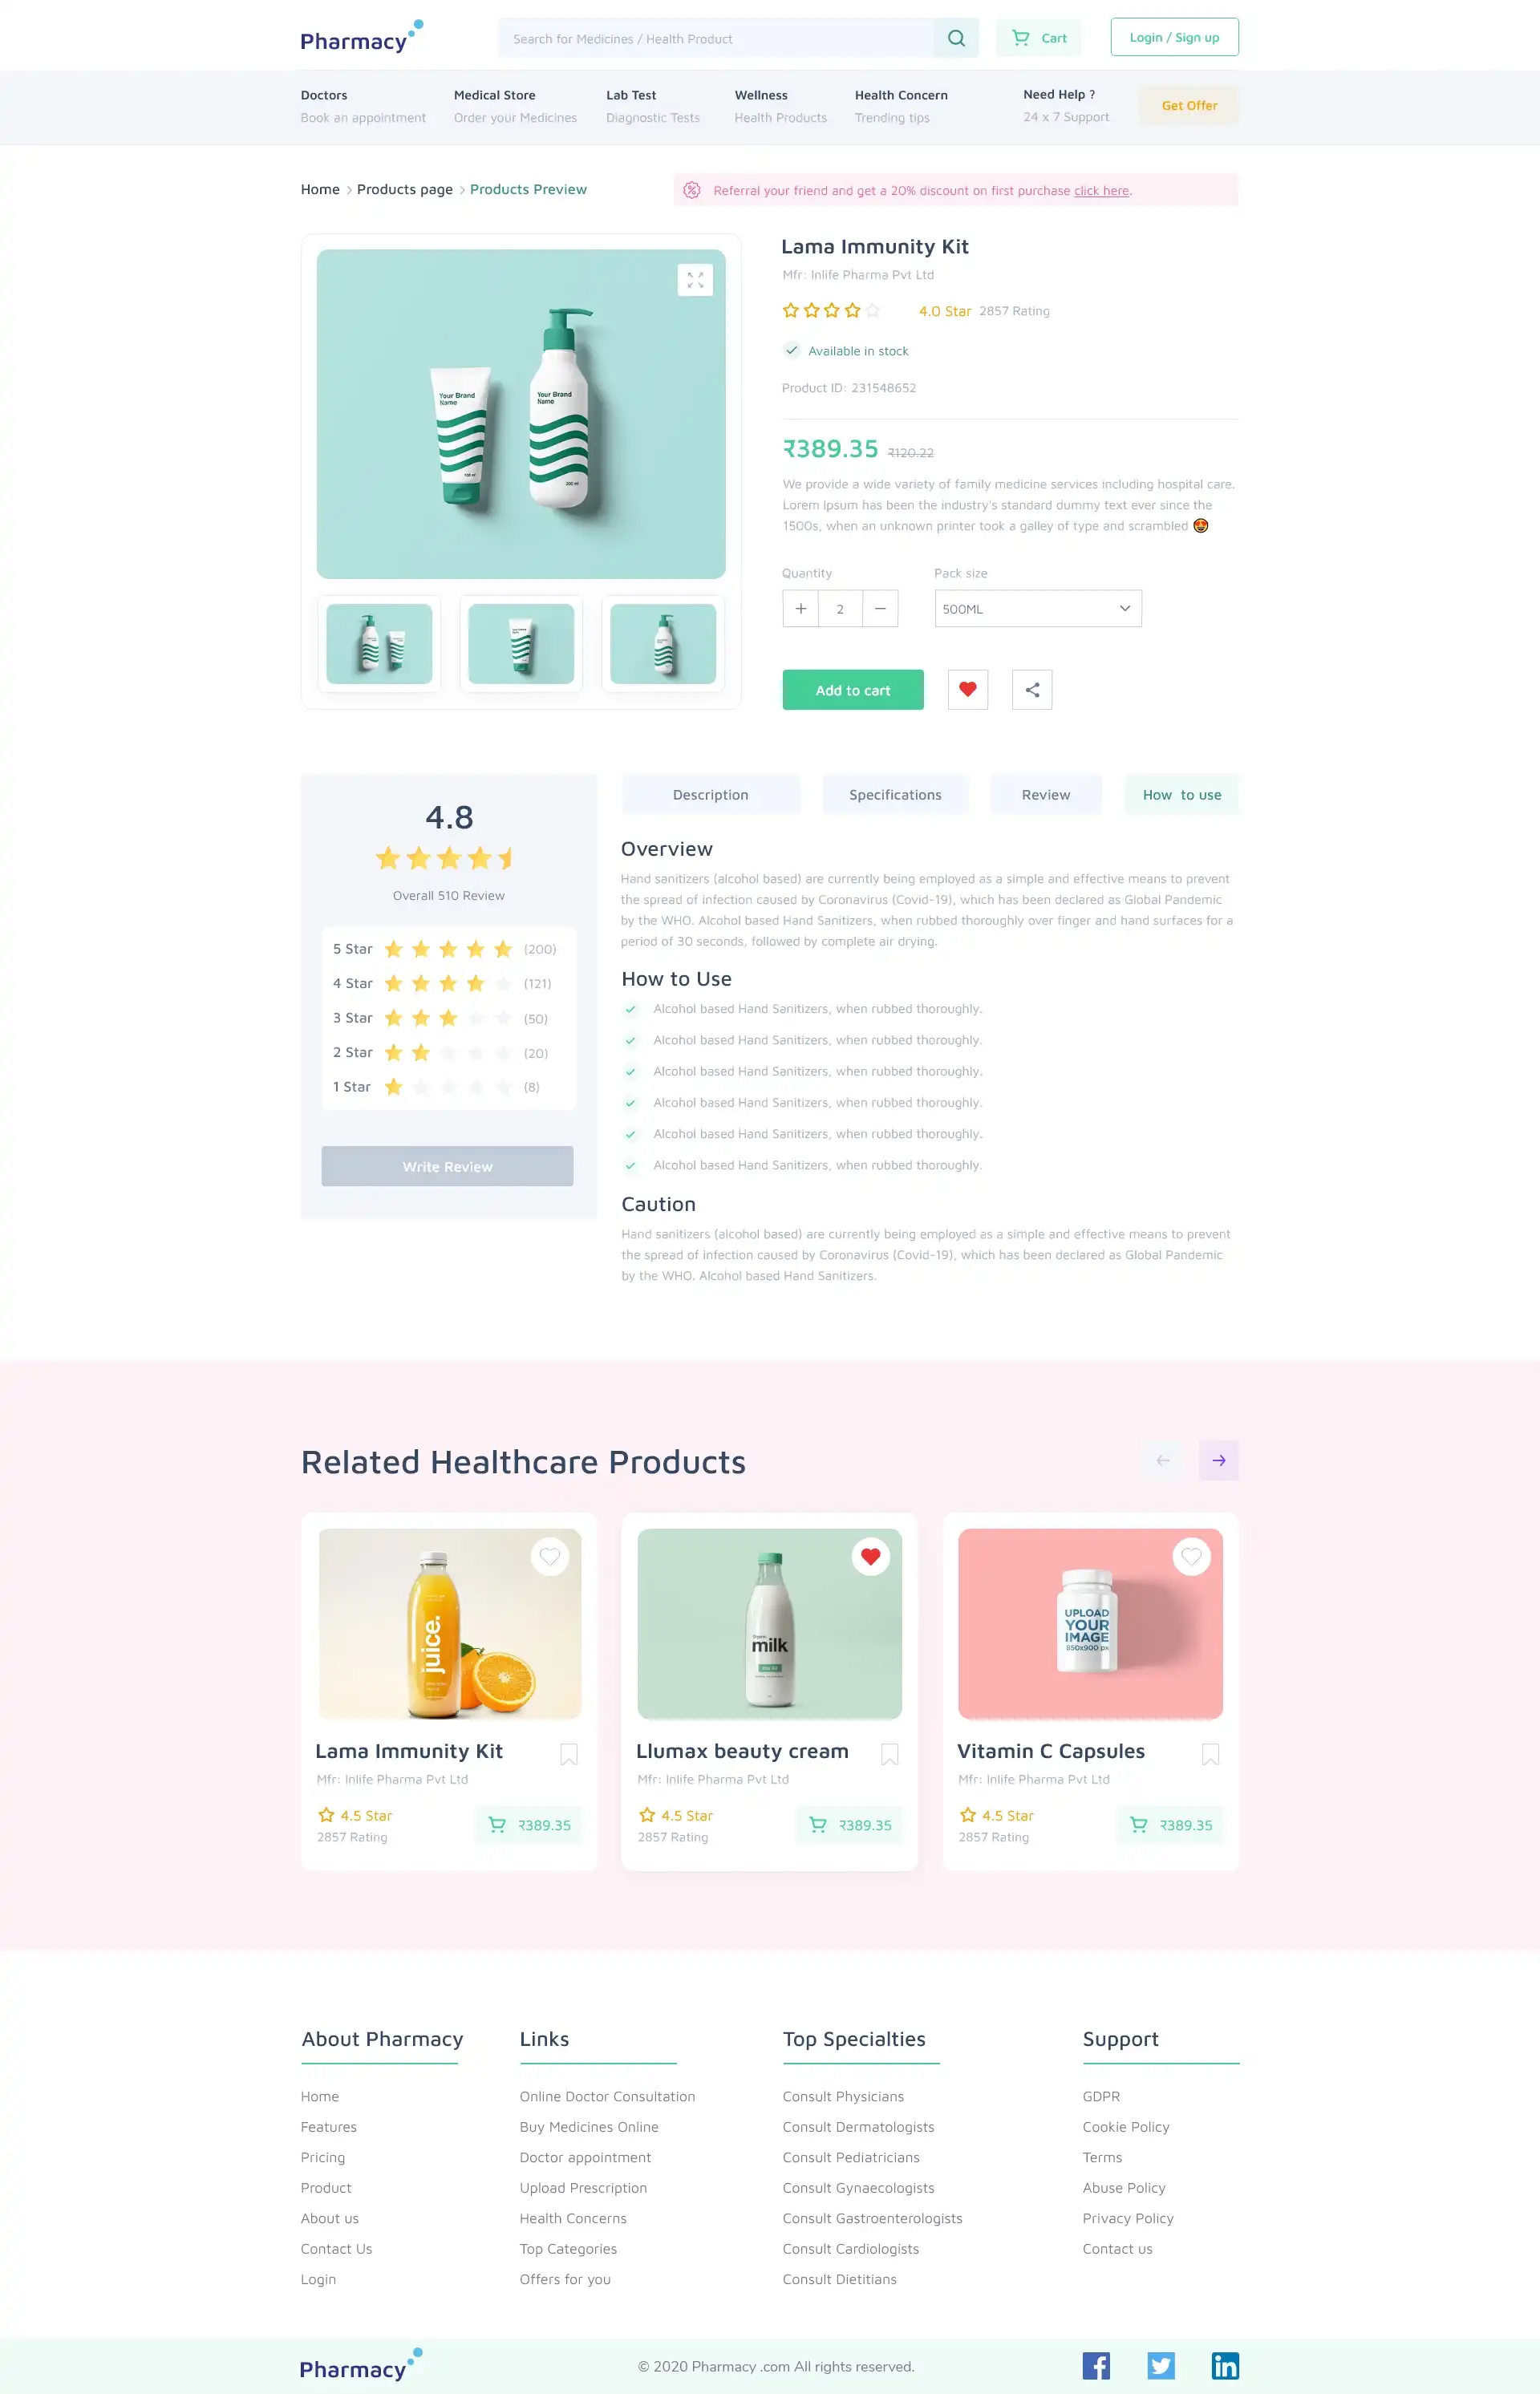 Pharmacy
Search for Medicines / Health Product
Cart
Login / Sign up
Doctors
Book an appointment
Medical Store
Order your Medicines
Lab Test
Diagnostic Tests
Wellness
Health Products
Health Concern
Trending tips
Need Help ?
24 x 7 Support
Get Offer
Home > Products page > Products Preview
Referral your friend and get a 20% discount on first purchase click here.
Your Brand
Name
Your Brand
Name
Lama Immunity Kit
Mfr: Inlife Pharma Pvt Ltd
4.0 Star 2857 Rating
Available in stock
Product ID: 231548652
₹389.35 ₹120.22
We provide a wide variety of family medicine services including hospital care.
Lorem Ipsum has been the industry's standard dummy text ever since the
1500s, when an unknown printer took a galley of type and scrambled 🤩
Quantity
Pack size
+ 2 −
500ML
Add to cart
4.8
Overall 510 Review
5 Star (200)
4 Star (121)
3 Star (50)
2 Star (20)
1 Star (8)
Write Review
Description
Specifications
Review
How to use
Overview
Hand sanitizers (alcohol based) are currently being employed as a simple and effective means to prevent
the spread of infection caused by Coronavirus (Covid-19), which has been declared as Global Pandemic
by the WHO. Alcohol based Hand Sanitizers, when rubbed thoroughly over finger and hand surfaces for a
period of 30 seconds, followed by complete air drying.
How to Use
Alcohol based Hand Sanitizers, when rubbed thoroughly.
Alcohol based Hand Sanitizers, when rubbed thoroughly.
Alcohol based Hand Sanitizers, when rubbed thoroughly.
Alcohol based Hand Sanitizers, when rubbed thoroughly.
Alcohol based Hand Sanitizers, when rubbed thoroughly.
Alcohol based Hand Sanitizers, when rubbed thoroughly.
Caution
Hand sanitizers (alcohol based) are currently being employed as a simple and effective means to prevent
the spread of infection caused by Coronavirus (Covid-19), which has been declared as Global Pandemic
by the WHO. Alcohol based Hand Sanitizers.
Related Healthcare Products
juice.
milk
UPLOAD
YOUR
IMAGE
850x900 px
Lama Immunity Kit
Mfr: Inlife Pharma Pvt Ltd
4.5 Star
2857 Rating
₹389.35
Llumax beauty cream
Mfr: Inlife Pharma Pvt Ltd
4.5 Star
2857 Rating
₹389.35
Vitamin C Capsules
Mfr: Inlife Pharma Pvt Ltd
4.5 Star
2857 Rating
₹389.35
About Pharmacy
Home
Features
Pricing
Product
About us
Contact Us
Login
Links
Online Doctor Consultation
Buy Medicines Online
Doctor appointment
Upload Prescription
Health Concerns
Top Categories
Offers for you
Top Specialties
Consult Physicians
Consult Dermatologists
Consult Pediatricians
Consult Gynaecologists
Consult Gastroenterologists
Consult Cardiologists
Consult Dietitians
Support
GDPR
Cookie Policy
Terms
Abuse Policy
Privacy Policy
Contact us
Pharmacy
© 2020 Pharmacy .com All rights reserved.